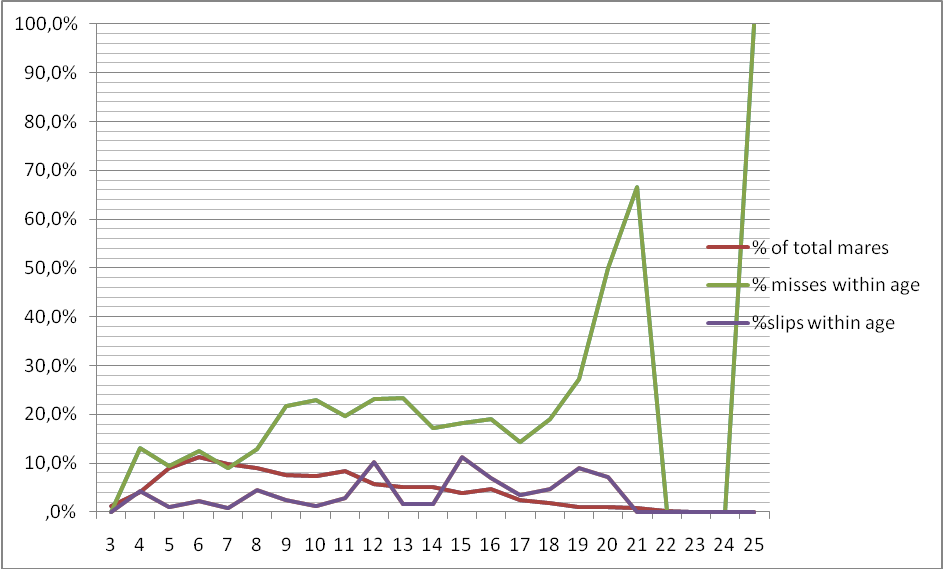 100,0%
90,0%
80,0%
70,0%
60,0%
50,0%
40,0%
30,0%
20,0%
10,0%
,0%
3 4 5 6 7 8 9 10 11 12 13 14 15 16 17 18 19 20 21 22 23 24 25
% of total mares
% misses within age
%slips within age